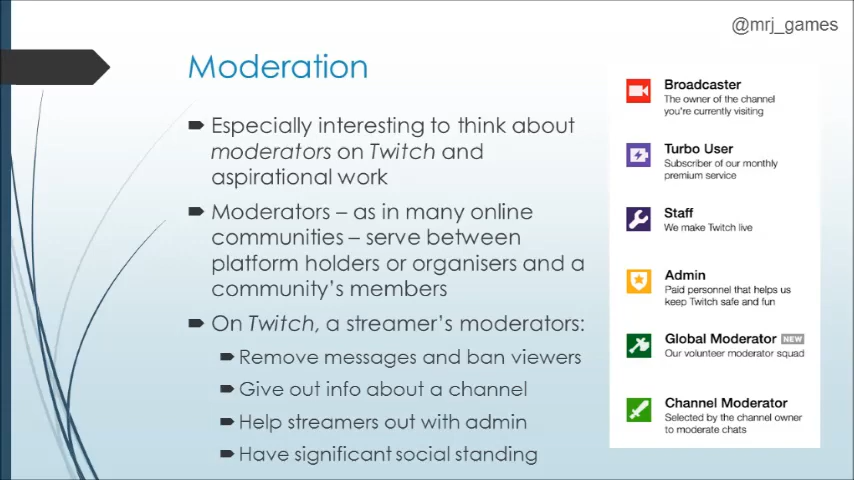 @mrj_games
Moderation
Especially interesting to think about
moderators on Twitch and
aspirational work
Moderators – as in many online
communities – serve between
platform holders or organisers and a
community's members
On Twitch, a streamer's moderators:
Remove messages and ban viewers
Give out info about a channel
Help streamers out with admin
Have significant social standing
Broadcaster
The owner of the channel
you're currently visiting
Turbo User
Subscriber of our monthly
premium service
Staff
We make Twitch live
Admin
Paid personnel that helps us
keep Twitch safe and fun
Global Moderator NEW
Our volunteer moderator squad
Channel Moderator
Selected by the channel owner
to moderate chats